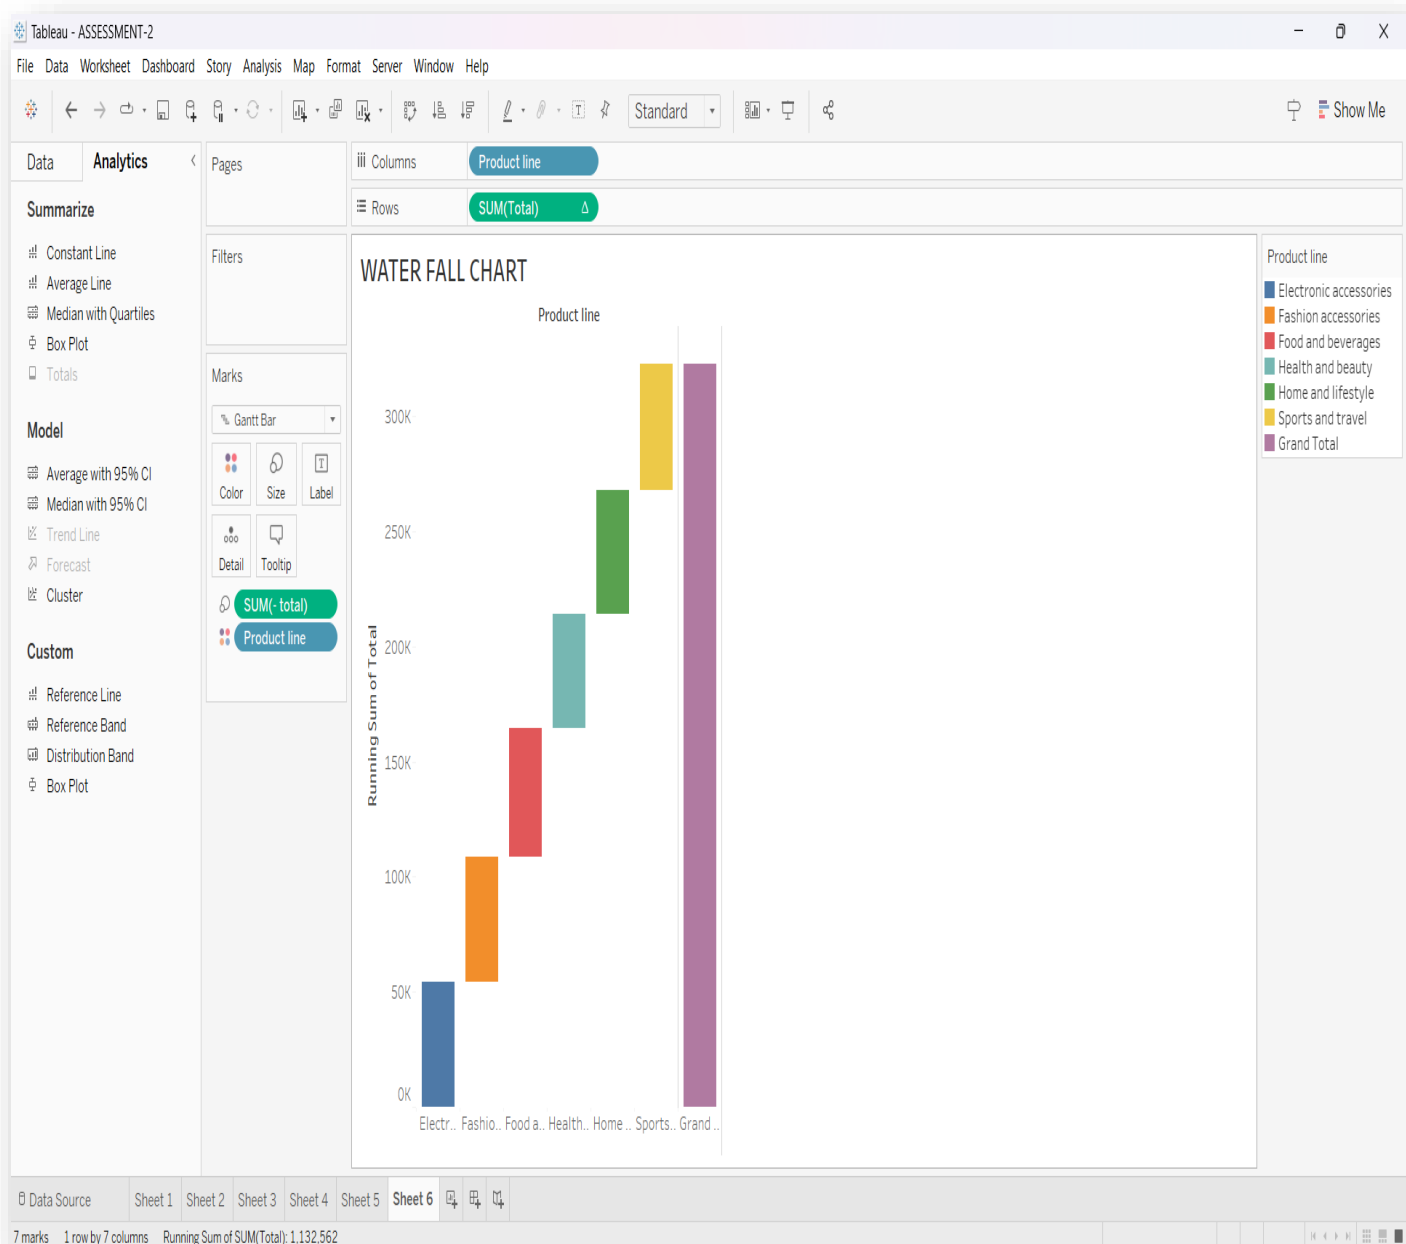 Tableau - ASSESSMENT-2
File Data Worksheet Dashboard Story Analysis Map Format Server Window Help
Standard
Show Me
Data Analytics
Pages
Columns Product line
Rows SUM(Total) Δ
Summarize
Constant Line
Average Line
Median with Quartiles
Box Plot
Totals
Model
Average with 95% CI
Median with 95% CI
Trend Line
Forecast
Cluster
Custom
Reference Line
Reference Band
Distribution Band
Box Plot
Filters
Marks
Gantt Bar
Color Size Label
Detail Tooltip
SUM(- total)
Product line
WATER FALL CHART
Product line
Running Sum of Total
300K
250K
200K
150K
100K
50K
0K
Electr.. Fashio.. Food a.. Health.. Home .. Sports.. Grand ..
Product line
Electronic accessories
Fashion accessories
Food and beverages
Health and beauty
Home and lifestyle
Sports and travel
Grand Total
Data Source Sheet 1 Sheet 2 Sheet 3 Sheet 4 Sheet 5 Sheet 6
7 marks 1 row by 7 columns Running Sum of SUM(Total): 1,132,562